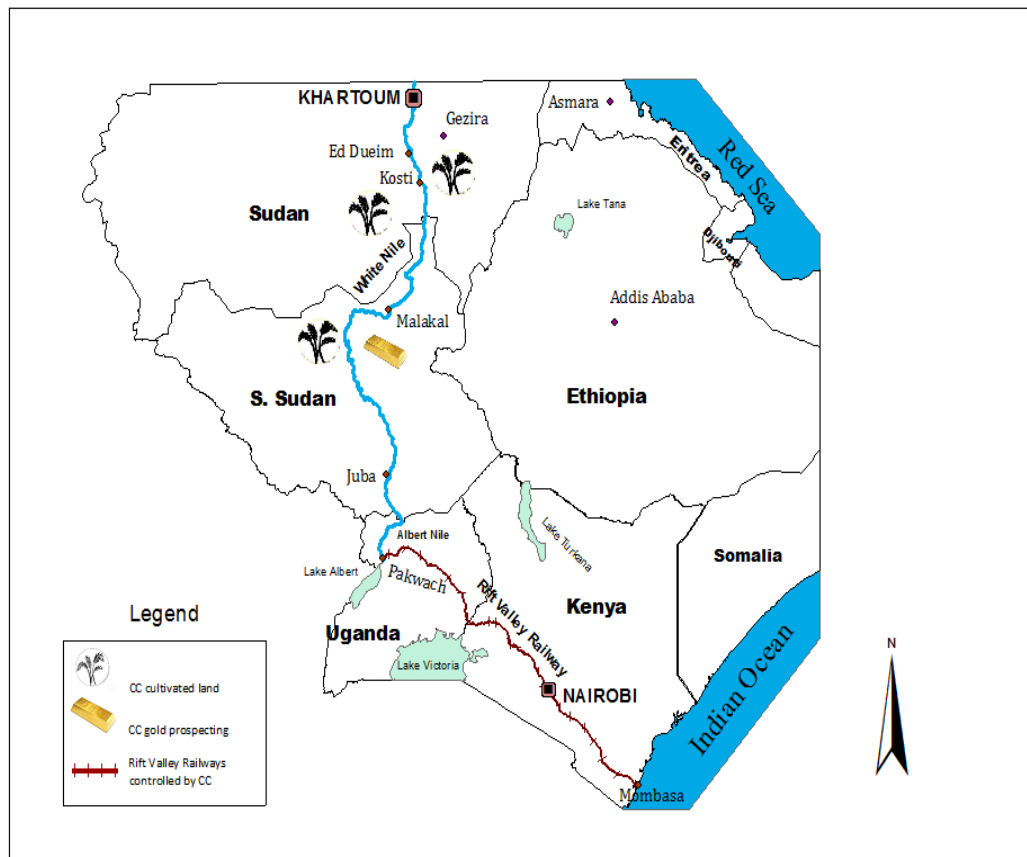 KHARTOUM
Gezira
Asmara
Ed Dueim
Eritrea
Red Sea
Kosti
Sudan
Lake Tana
Djibouti
White Nile
Addis Ababa
Malakal
S. Sudan
Ethiopia
Juba
Albert Nile
Lake Turkana
Lake Albert
Pakwach
Somalia
Rift Valley Railway
Kenya
Legend
Uganda
Lake Victoria
Indian Ocean
N
CC cultivated land
NAIROBI
CC gold prospecting
Rift Valley Railways
controlled by CC
Mombasa